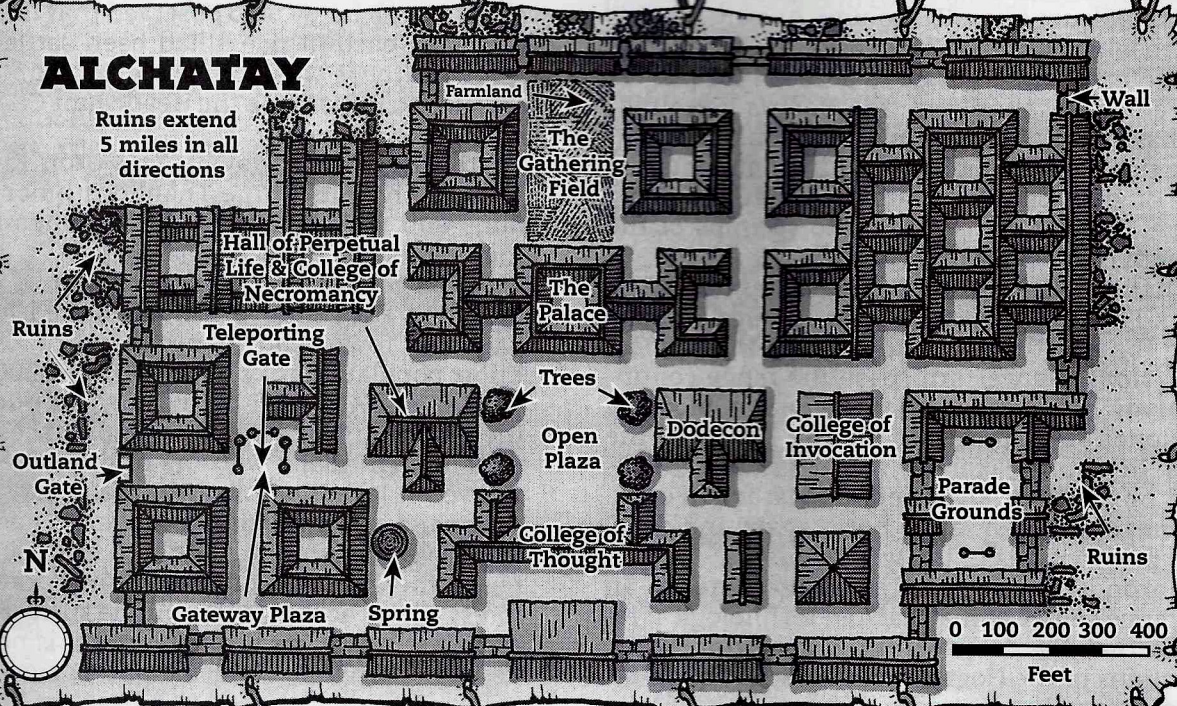 ALCHATAY
Ruins extend
5 miles in all
directions
Farmland
The
Gathering
Field
Wall
Hall of Perpetual
Life & College of
Necromancy
The
Palace
Ruins
Teleporting
Gate
Trees
Dodecon
College of
Invocation
Open
Plaza
Outland
Gate
Parade
Grounds
N
College of
Thought
Ruins
Gateway Plaza
Spring
0 100 200 300 400
Feet